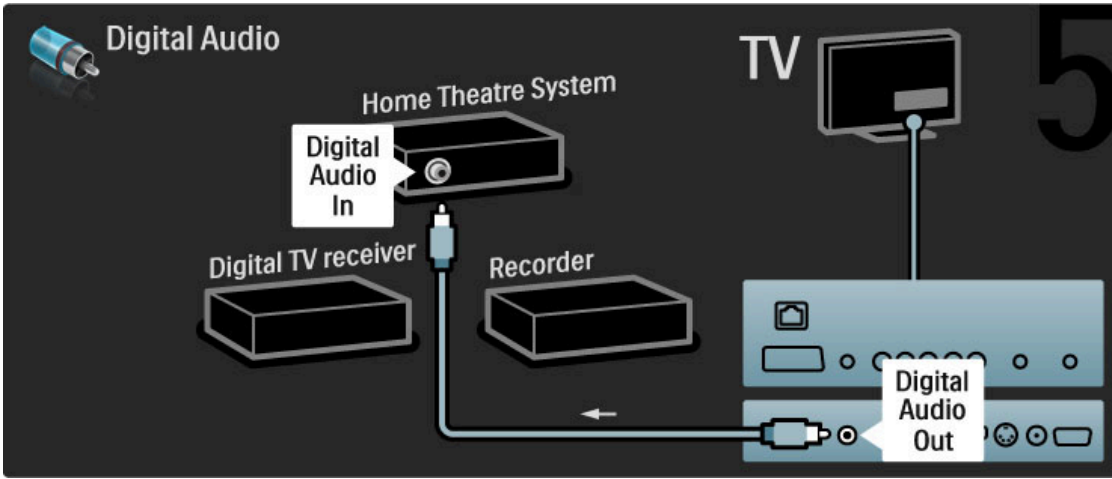 Digital Audio
TV
5
Home Theatre System
Digital
Audio
In
Digital TV receiver
Recorder
Digital
Audio
Out